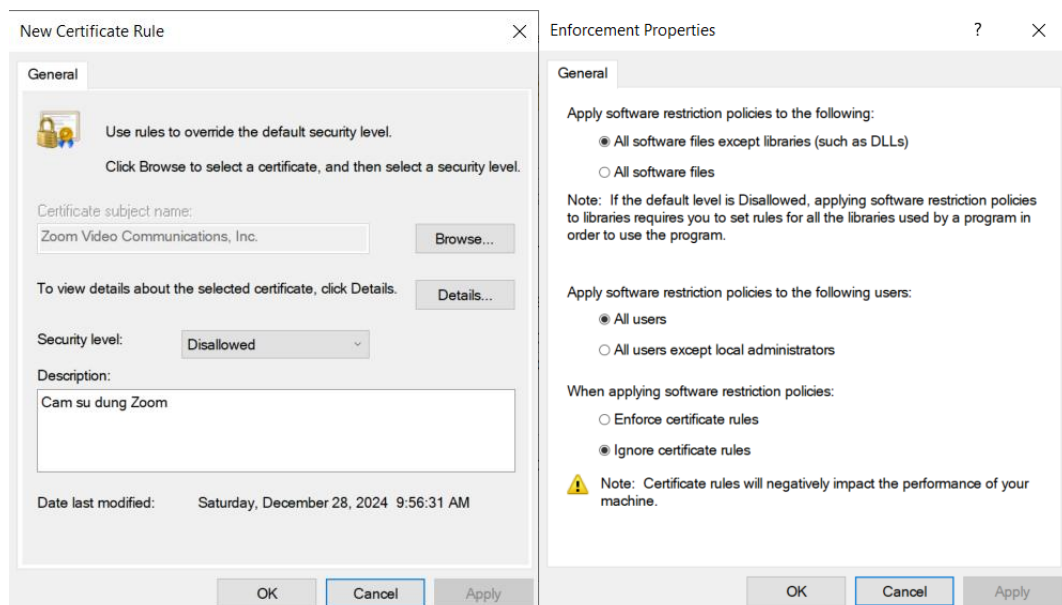 New Certificate Rule
General
Use rules to override the default security level.
Click Browse to select a certificate, and then select a security level.
Certificate subject name:
Zoom Video Communications, Inc.
Browse...
To view details about the selected certificate, click Details.
Details...
Security level:
Disallowed
Description:
Cam su dung Zoom
Date last modified:
Saturday, December 28, 2024 9:56:31 AM
OK
Cancel
Apply
Enforcement Properties
?
General
Apply software restriction policies to the following:
All software files except libraries (such as DLLs)
All software files
Note: If the default level is Disallowed, applying software restriction policies
to libraries requires you to set rules for all the libraries used by a program in
order to use the program.
Apply software restriction policies to the following users:
All users
All users except local administrators
When applying software restriction policies:
Enforce certificate rules
Ignore certificate rules
Note: Certificate rules will negatively impact the performance of your
machine.
OK
Cancel
Apply